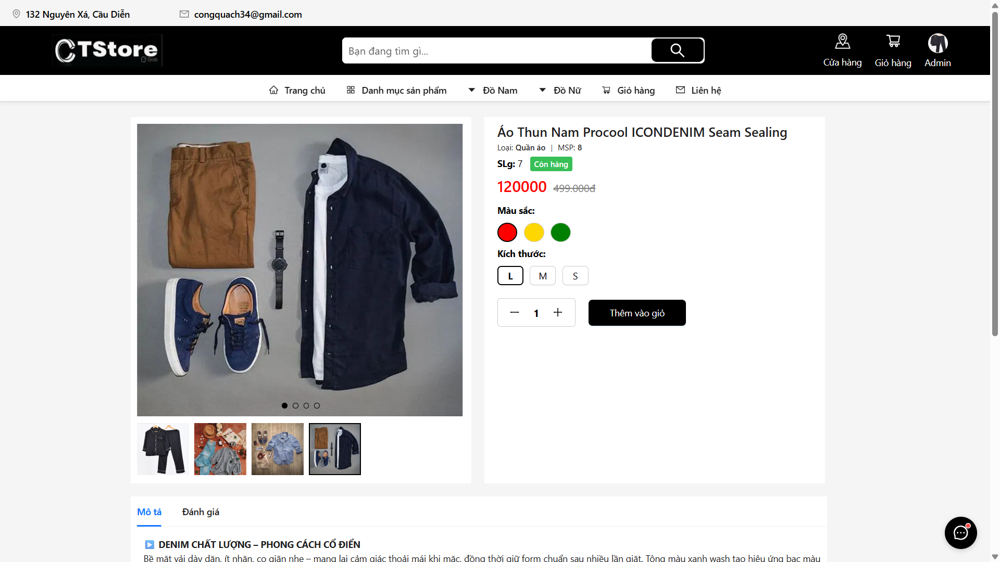 132 Nguyên Xá, Cầu Diễn
congquach34@gmail.com
CTStore
Grok
Bạn đang tìm gì...
Cửa hàng
Giỏ hàng
Admin
Trang chủ
Danh mục sản phẩm
Đồ Nam
Đồ Nữ
Giỏ hàng
Liên hệ
Áo Thun Nam Procool ICONDENIM Seam Sealing
Loại: Quần áo | MSP: 8
SLg: 7 Còn hàng
120000 499.000đ
Màu sắc:
Kích thước:
L M S
1
Thêm vào giỏ
Mô tả
Đánh giá
DENIM CHẤT LƯỢNG – PHONG CÁCH CỔ ĐIỂN
Bề mặt vải dày dặn, ít nhăn, co giãn nhẹ – mang lại cảm giác thoải mái khi mặc, đồng thời giữ form chuẩn sau nhiều lần giặt. Tông màu xanh wash tạo hiệu ứng bạc màu